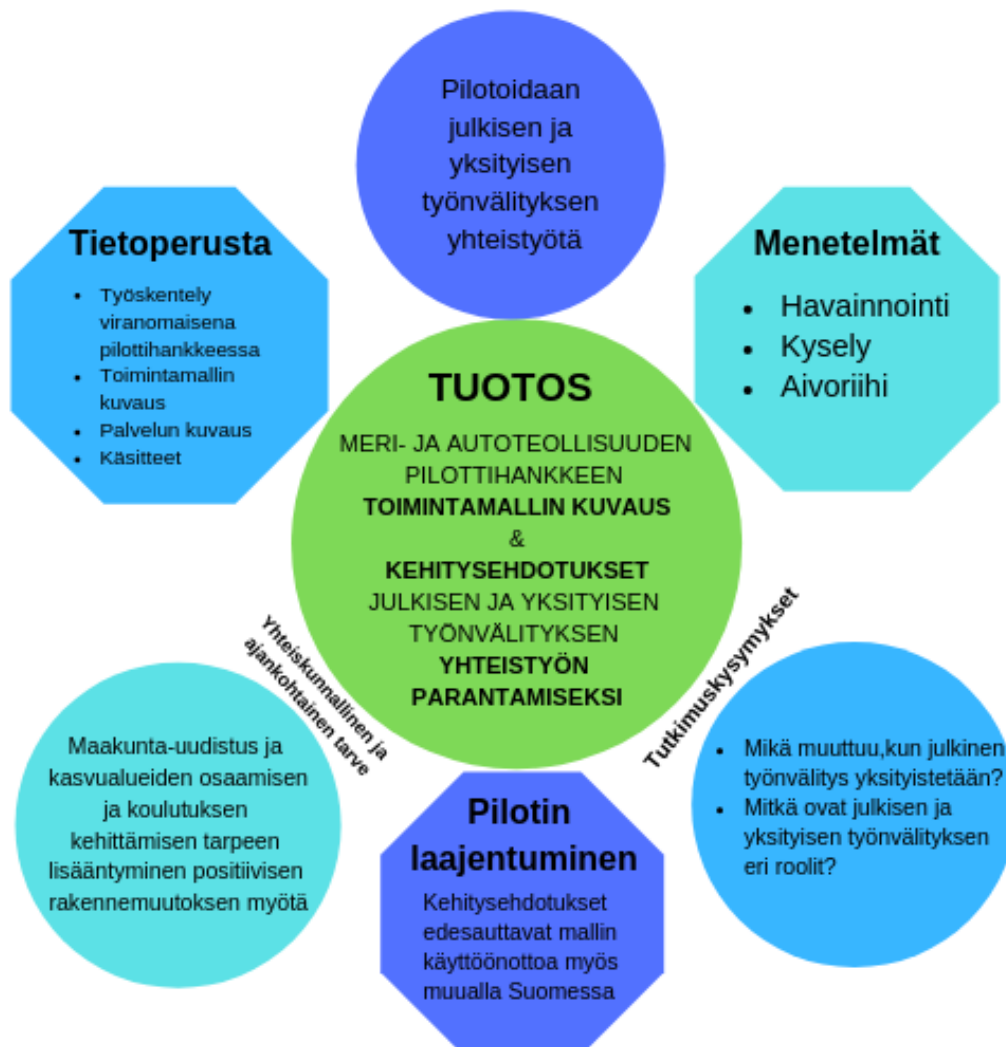 Pilotoidaan
julkisen ja
yksityisen
työnvälityksen
yhteistyötä
Tietoperusta
• Työskentely
viranomaisena
pilottihankkeessa
• Toimintamallin
kuvaus
• Palvelun kuvaus
• Käsitteet
Menetelmät
• Havainnointi
• Kysely
• Aivoriihi
TUOTOS
MERI- JA AUTOTEOLLISUUDEN
PILOTTIHANKKEEN
TOIMINTAMALLIN KUVAUS
&
KEHITYSEHDOTUKSET
JULKISEN JA YKSITYISEN
TYÖNVÄLITYKSEN
YHTEISTYÖN
PARANTAMISEKSI
Yhteiskunnallinen ja
ajankohtainen tarve
Maakunta-uudistus ja
kasvualueiden osaamisen
ja koulutuksen
kehittämisen tarpeen
lisääntyminen positiivisen
rakennemuutoksen myötä
Pilotin
laajentuminen
Kehitysehdotukset
edesauttavat mallin
käyttöönottoa myös
muualla Suomessa
Tutkimuskysymykset
• Mikä muuttuu,kun julkinen
työnvälitys yksityistetään?
• Mitkä ovat julkisen ja
yksityisen työnvälityksen
eri roolit?